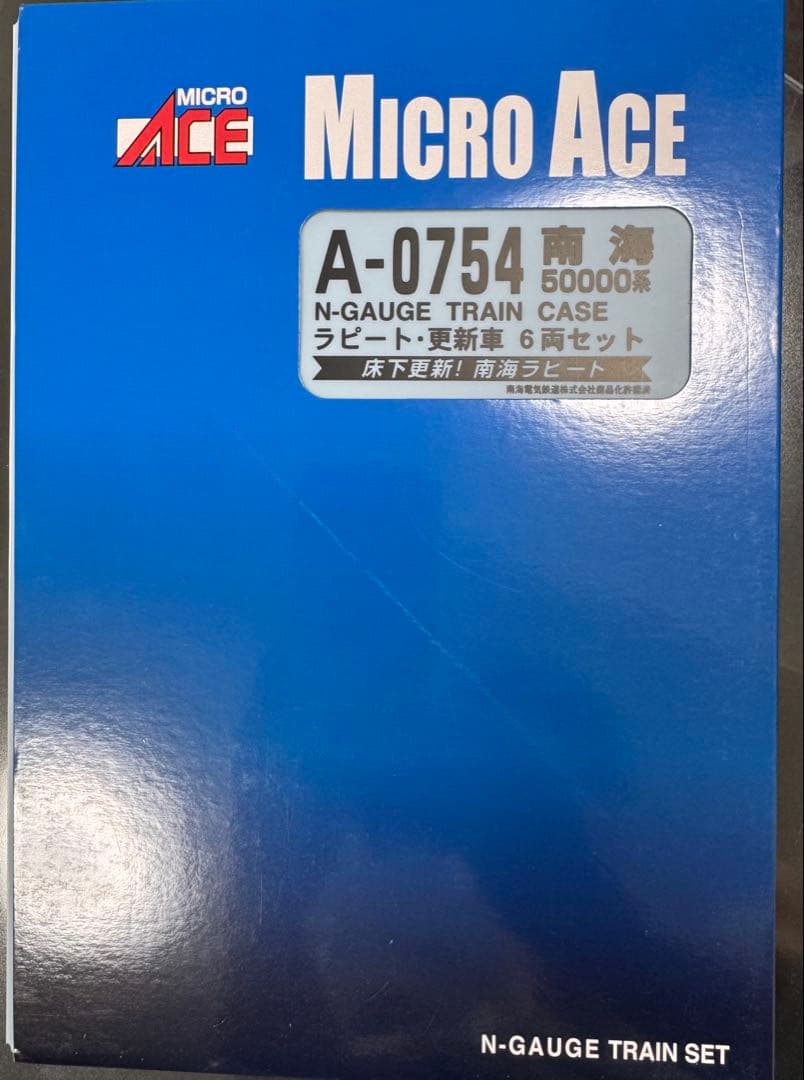 MICRO
ACE
MICRO ACE
A-0754 南海
50000系
N-GAUGE TRAIN CASE
ラピート・更新車 6両セット
床下更新! 南海ラピート
南海電気鉄道株式会社商品化許諾済
N-GAUGE TRAIN SET